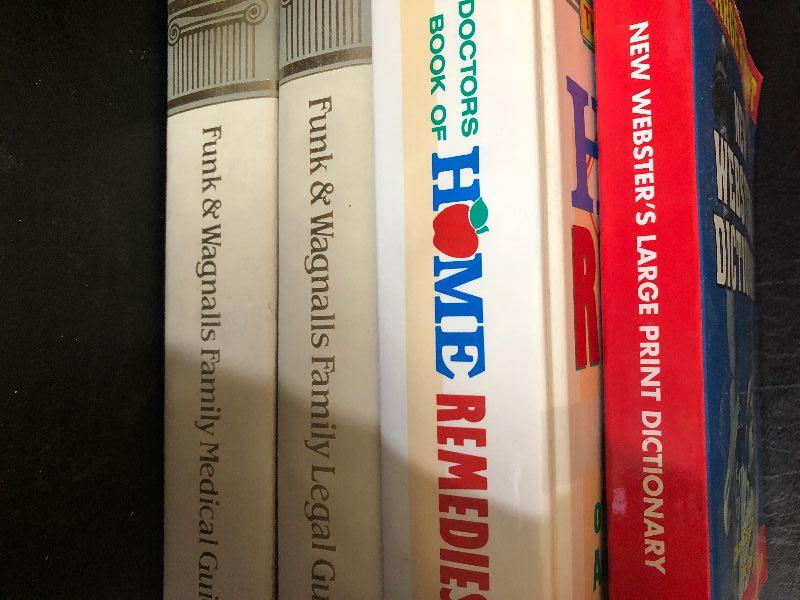 Funk & Wagnalls Family Medical Gui
Funk & Wagnalls Family Legal Gu
DOCTORS
BOOK OF
HOME
REMEDIES
H
R
NEW WEBSTER'S LARGE PRINT DICTIONARY